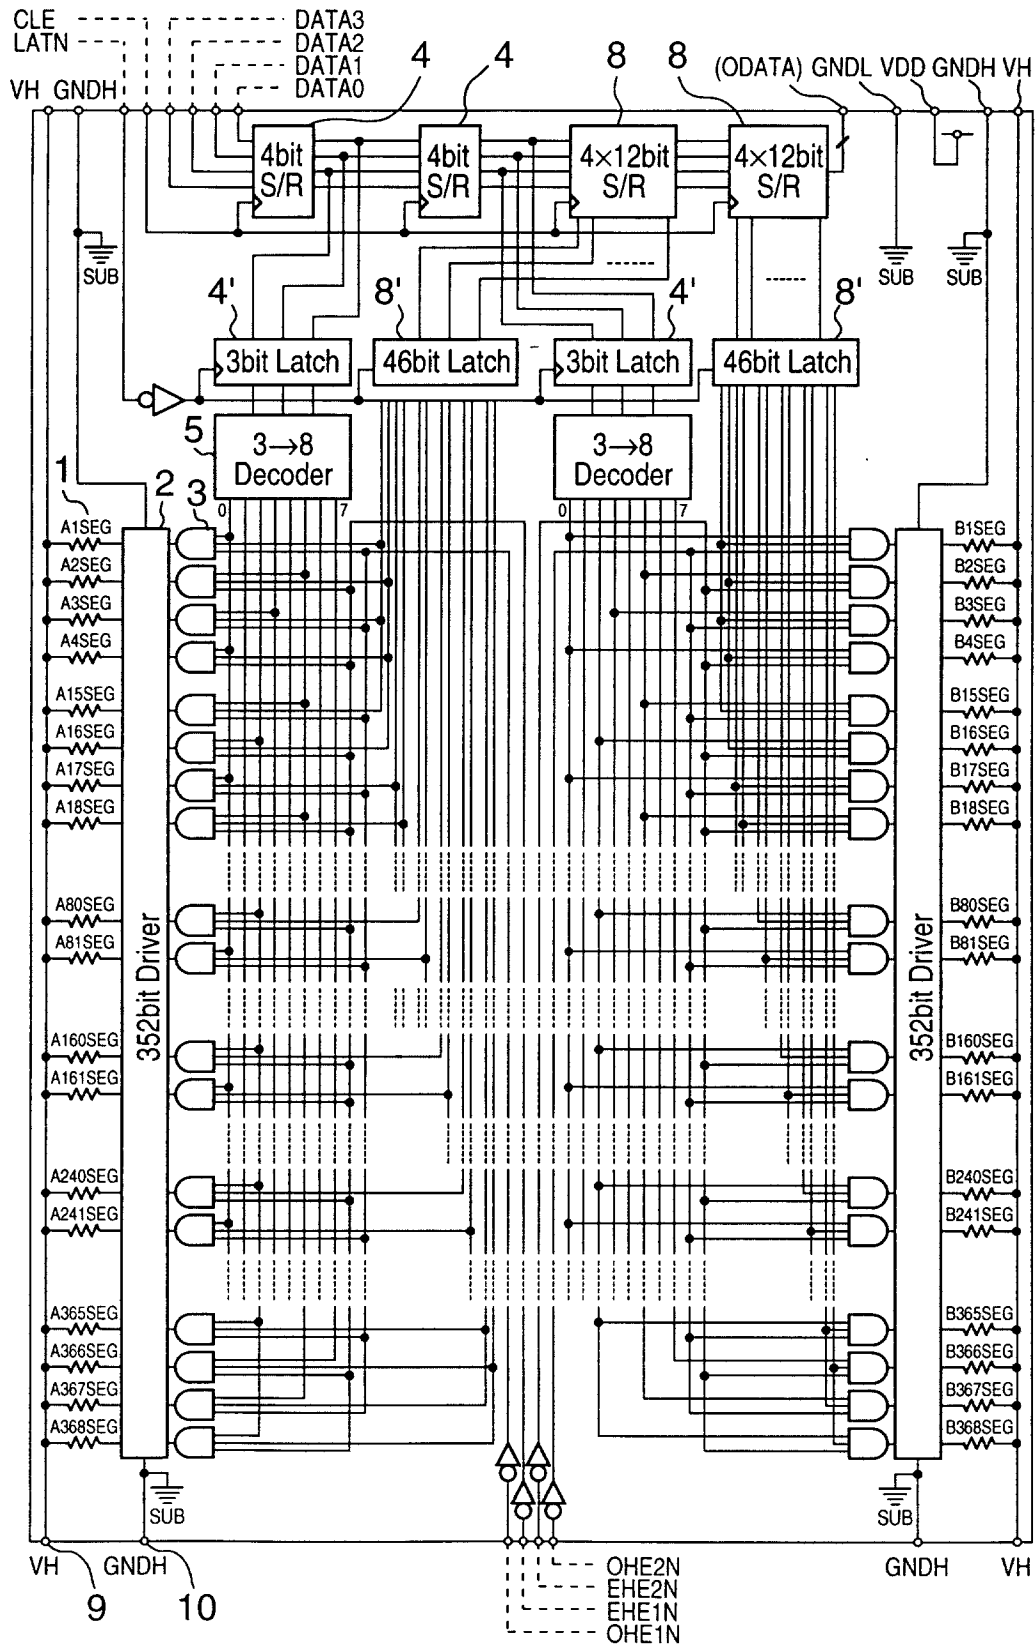 CLE
LATN
DATA3
DATA2
DATA1
DATA0
4
4
8
8
(ODATA) GNDL VDD GNDH VH
VH GNDH
4bit
S/R
4bit
S/R
4×12bit
S/R
4×12bit
S/R
SUB
SUB
SUB
4'
8'
4'
8'
3bit Latch
46bit Latch
3bit Latch
46bit Latch
5
3→8
Decoder
3→8
Decoder
0
7
0
7
1
2
3
A1SEG
B1SEG
A2SEG
B2SEG
A3SEG
B3SEG
A4SEG
B4SEG
A15SEG
B15SEG
A16SEG
B16SEG
A17SEG
B17SEG
A18SEG
B18SEG
A80SEG
B80SEG
A81SEG
B81SEG
352bit Driver
352bit Driver
A160SEG
B160SEG
A161SEG
B161SEG
A240SEG
B240SEG
A241SEG
B241SEG
A365SEG
B365SEG
A366SEG
B366SEG
A367SEG
B367SEG
A368SEG
B368SEG
SUB
SUB
VH
GNDH
GNDH
VH
9
10
OHE2N
EHE2N
EHE1N
OHE1N